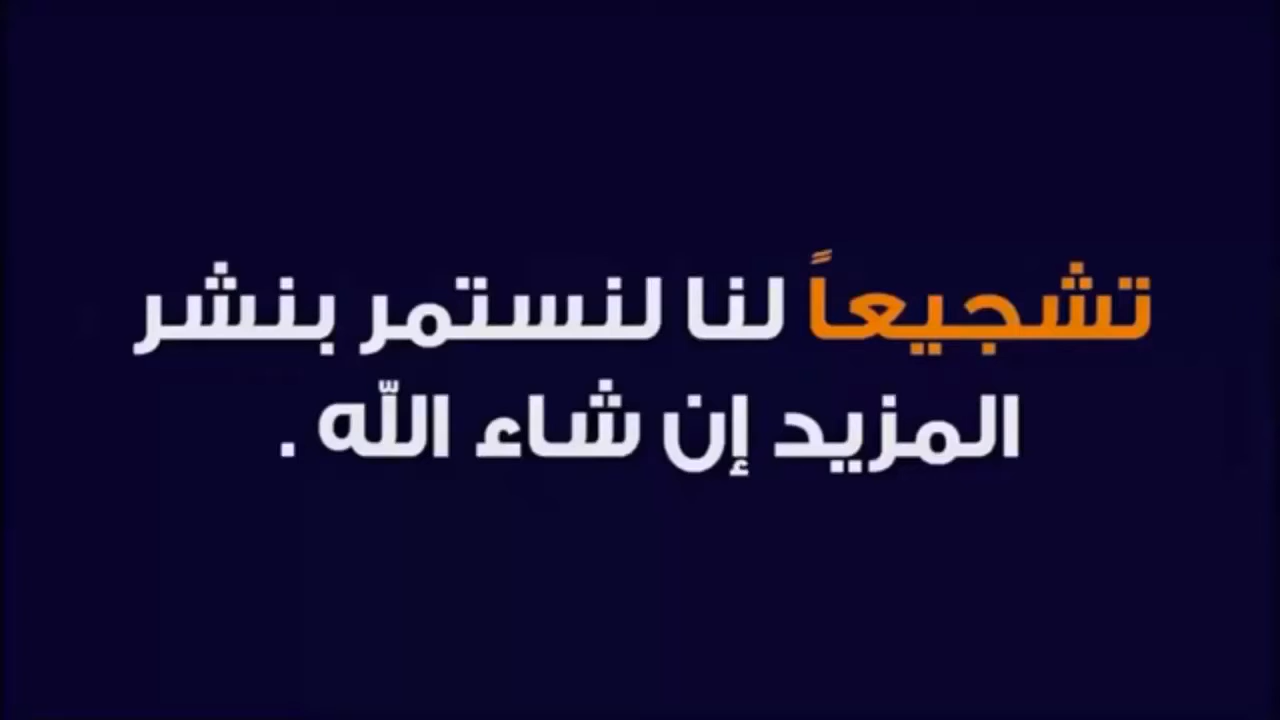 تشجيعاً لنا لنستمر بنشر
المزيد إن شاء اللّه .